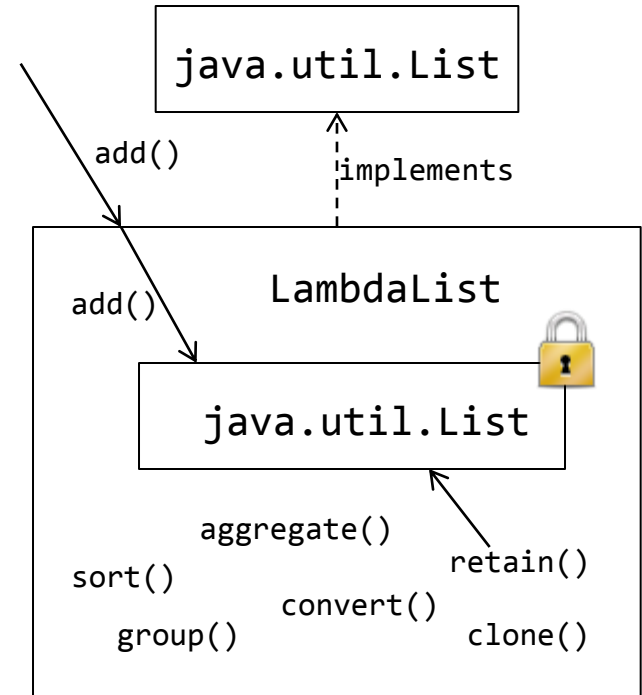 java.util.List
add()
implements
LambdaList
add()
java.util.List
aggregate()
retain()
sort()
convert()
group()
clone()